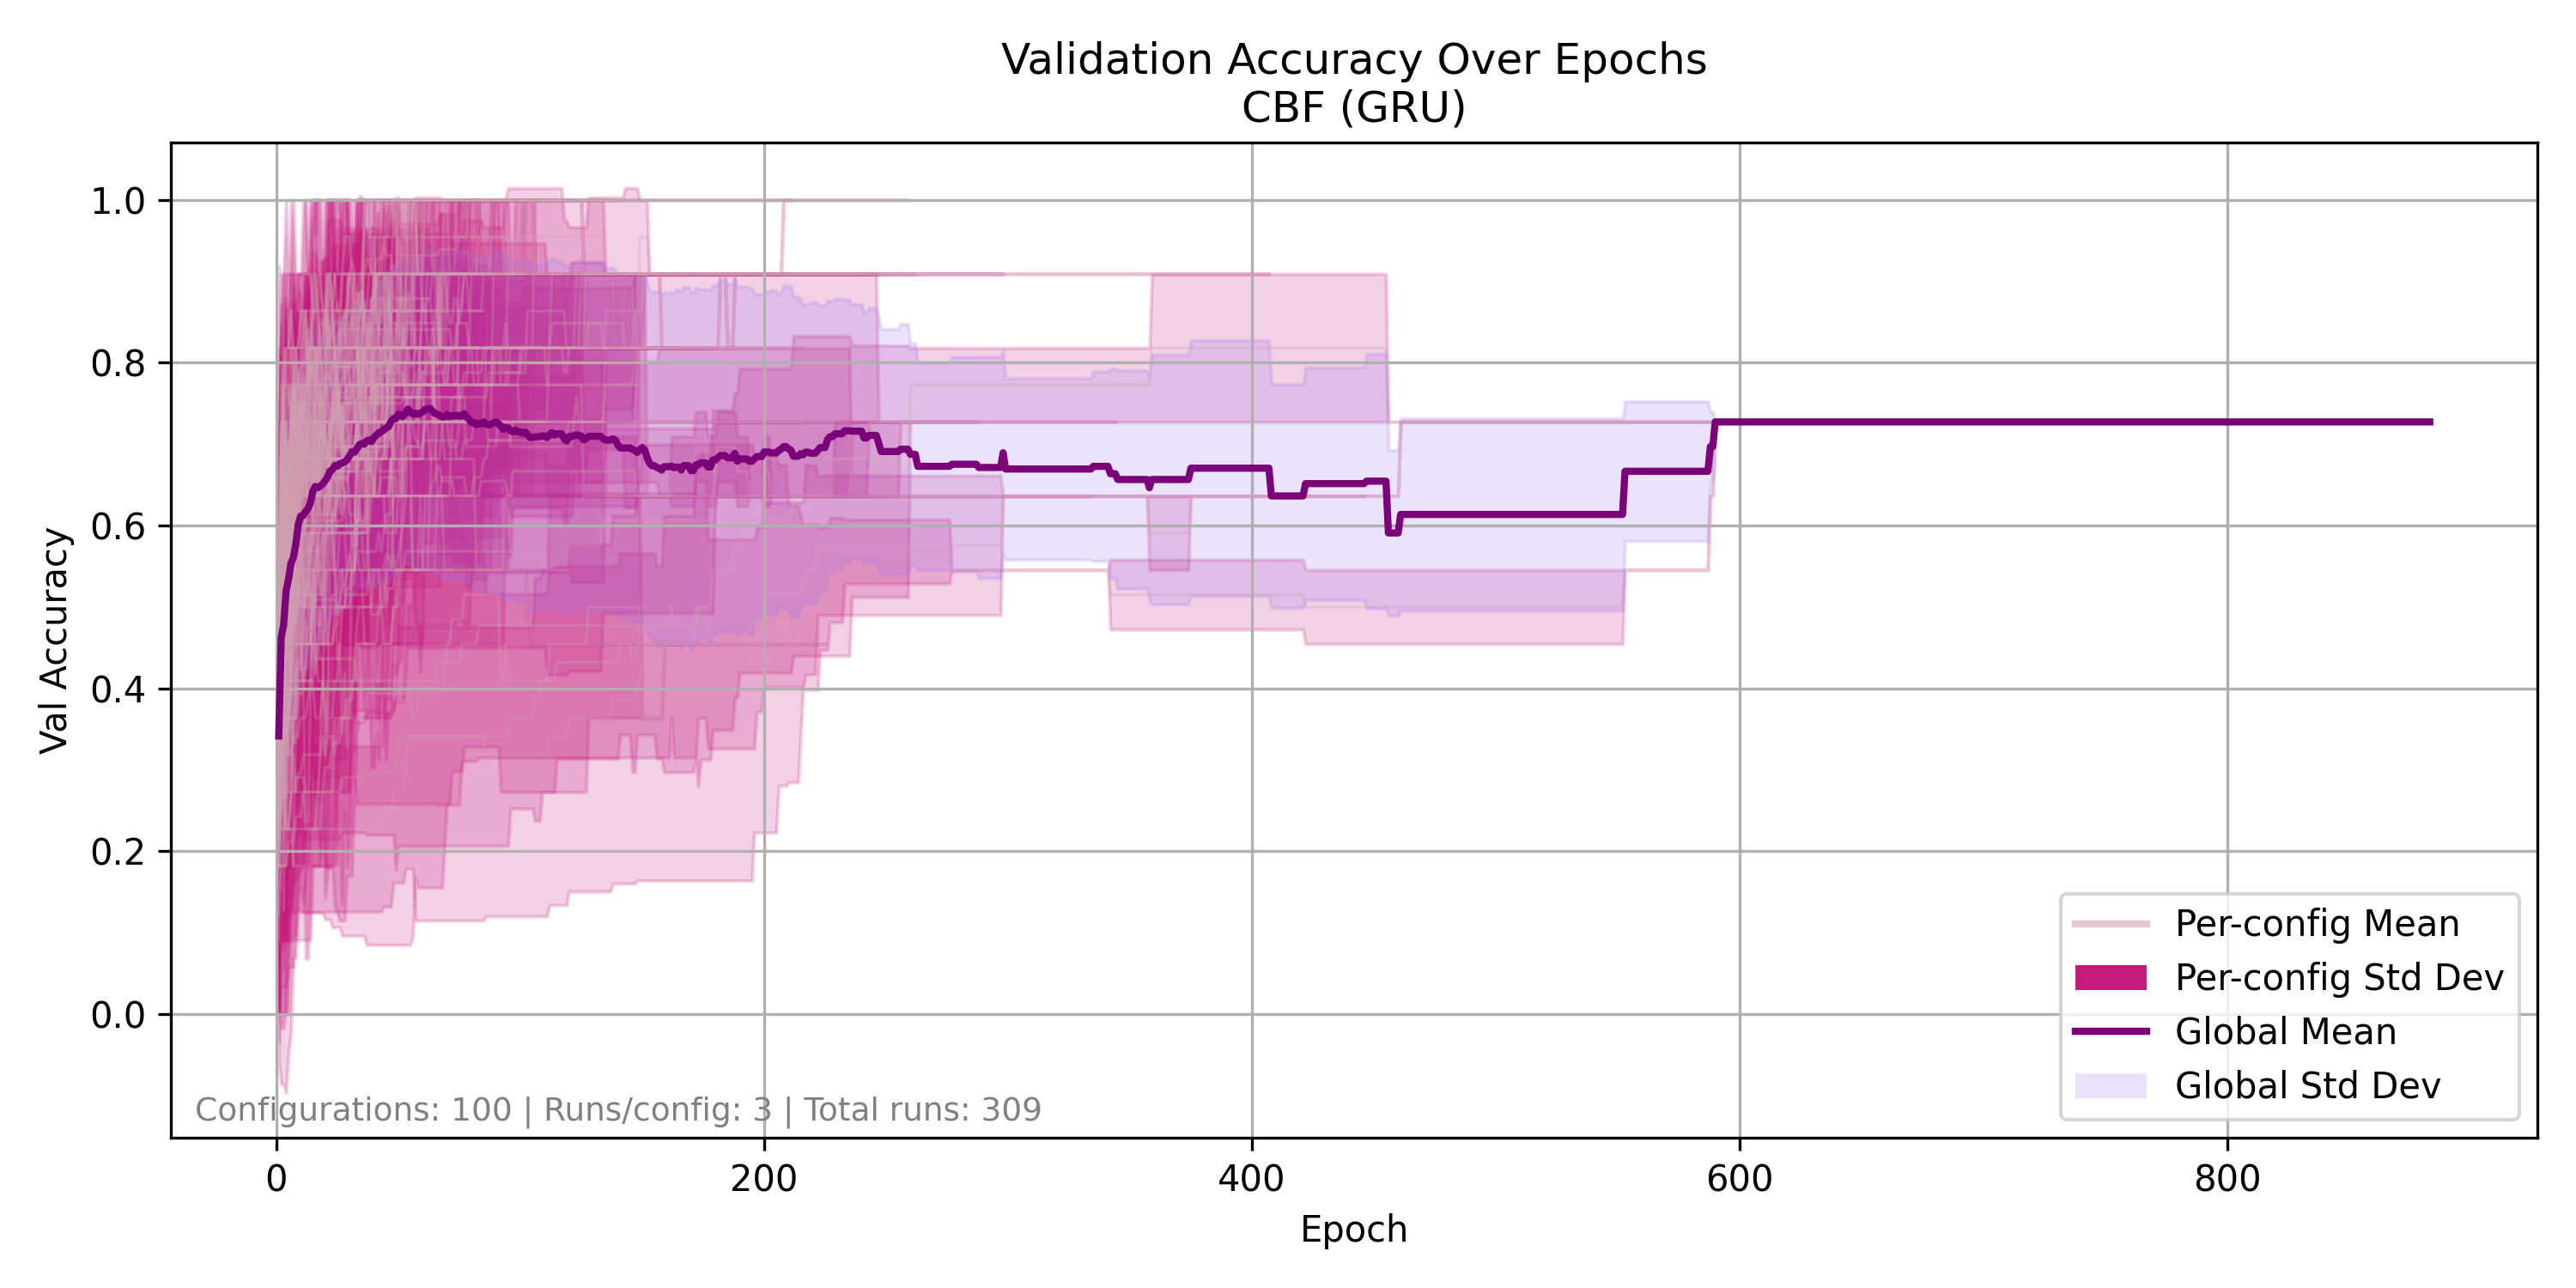 Validation Accuracy Over Epochs
CBF (GRU)
Val Accuracy
1.0
0.8
0.6
0.4
0.2
0.0
Configurations: 100 | Runs/config: 3 | Total runs: 309
Per-config Mean
Per-config Std Dev
Global Mean
Global Std Dev
0 200 400 600 800
Epoch